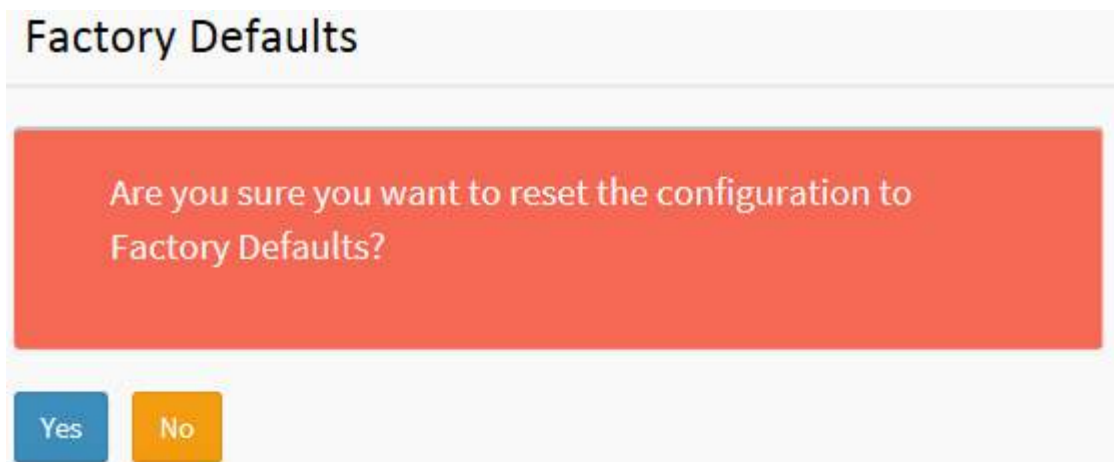 Factory Defaults
Are you sure you want to reset the configuration to
Factory Defaults?
Yes No